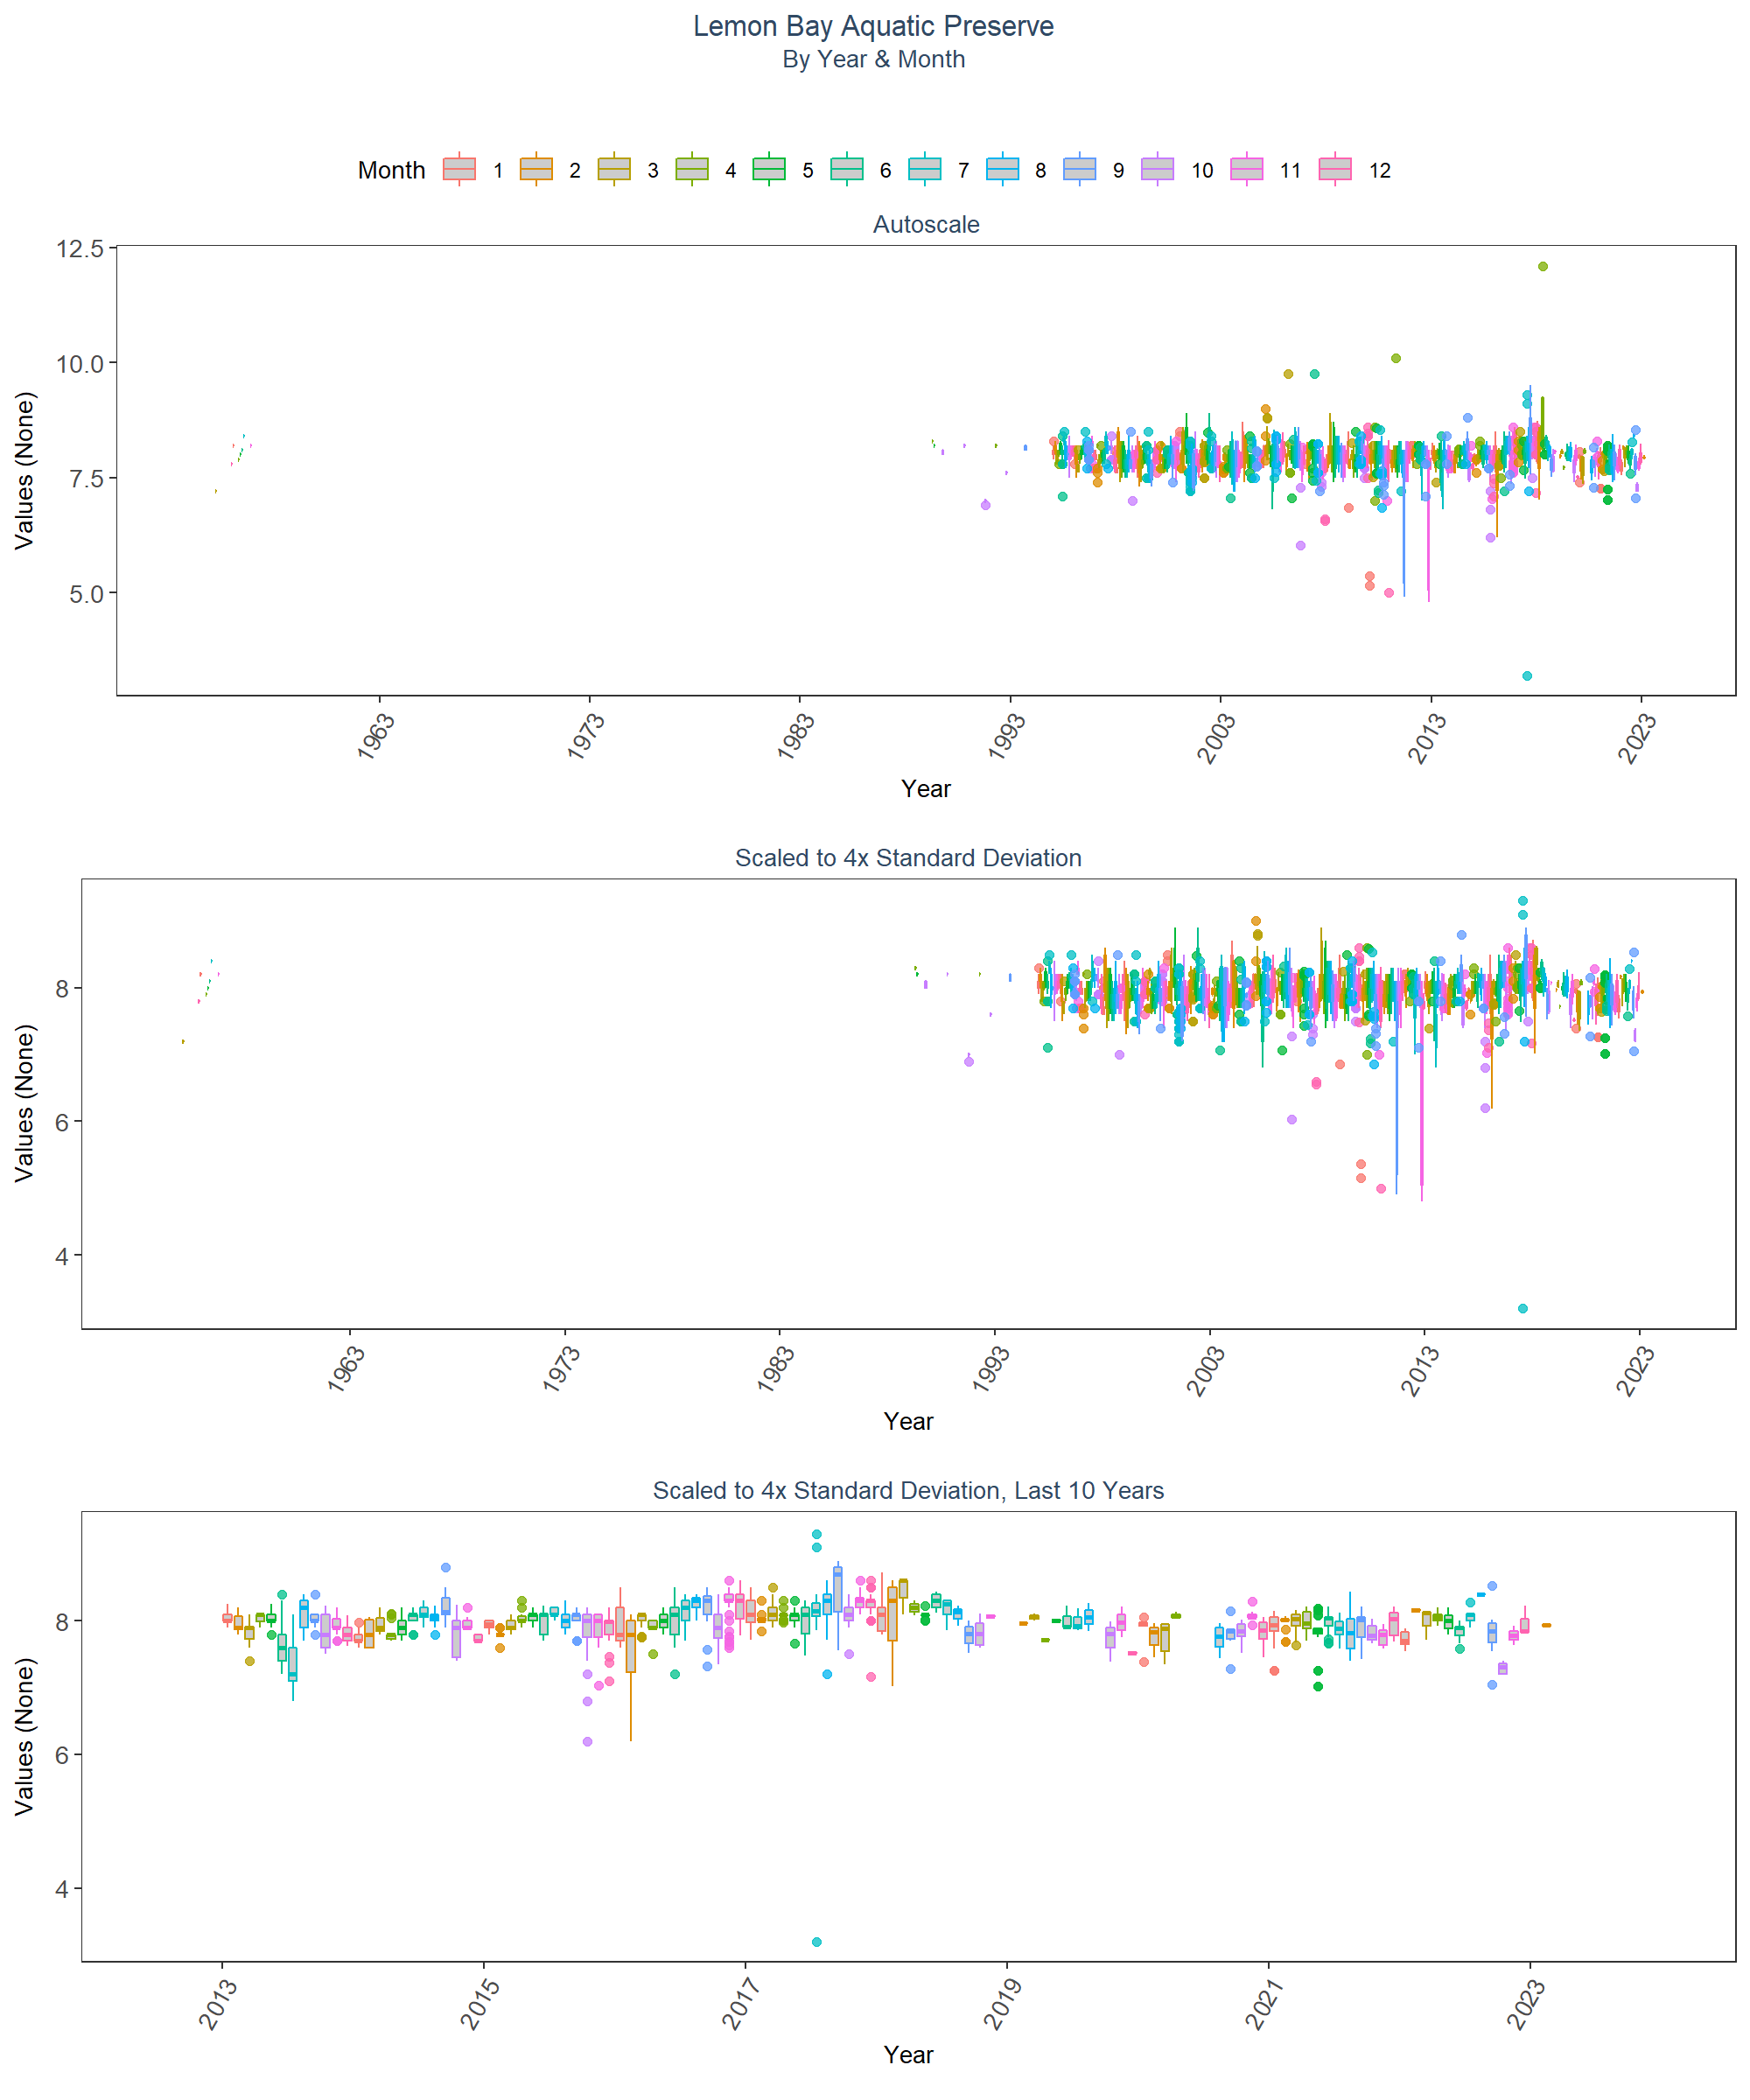 Lemon Bay Aquatic Preserve
By Year & Month
Month 1 2 3 4 5 6 7 8 9 10 11 12
Autoscale
12.5
10.0
7.5
5.0
Values (None)
1963 1973 1983 1993 2003 2013 2023
Year
Scaled to 4x Standard Deviation
8
6
4
Values (None)
1963 1973 1983 1993 2003 2013 2023
Year
Scaled to 4x Standard Deviation, Last 10 Years
8
6
4
Values (None)
2013 2015 2017 2019 2021 2023
Year